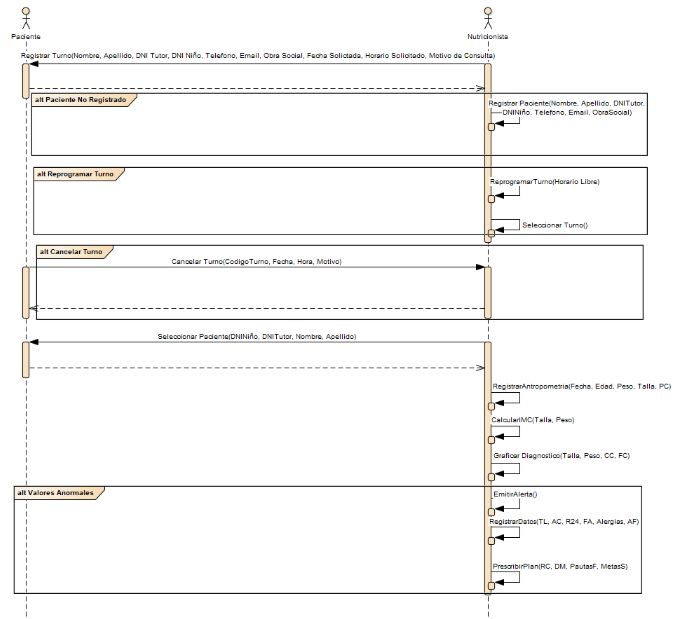 Paciente
Nutricionista
Registrar Turno(Nombre, Apellido, DNI Tutor, DNI Niño, Telefono, Email, Obra Social, Fecha Solictada, Horario Solicitado, Motivo de Consulta)
alt Paciente No Registrado
Registrar Paciente(Nombre, Apellido, DNITutor,
DNINiño, Telefono, Email, ObraSocial)
alt Reprogramar Turno
ReprogramarTurno(Horario Libre)
Seleccionar Turno()
alt Cancelar Turno
Cancelar Turno(CodigoTurno, Fecha, Hora, Motivo)
Seleccionar Paciente(DNINiño, DNITutor, Nombre, Apellido)
RegistrarAntropometria(Fecha, Edad, Peso, Talla, PC)
CalcularIMC(Talla, Peso)
Graficar Diagnostico(Talla, Peso, CC, FC)
alt Valores Anormales
EmitirAlerta()
RegistrarDatos(TL, AC, R24, FA, Alergias, AF)
PrescribirPlan(RC, DM, PautasF, MetasS)